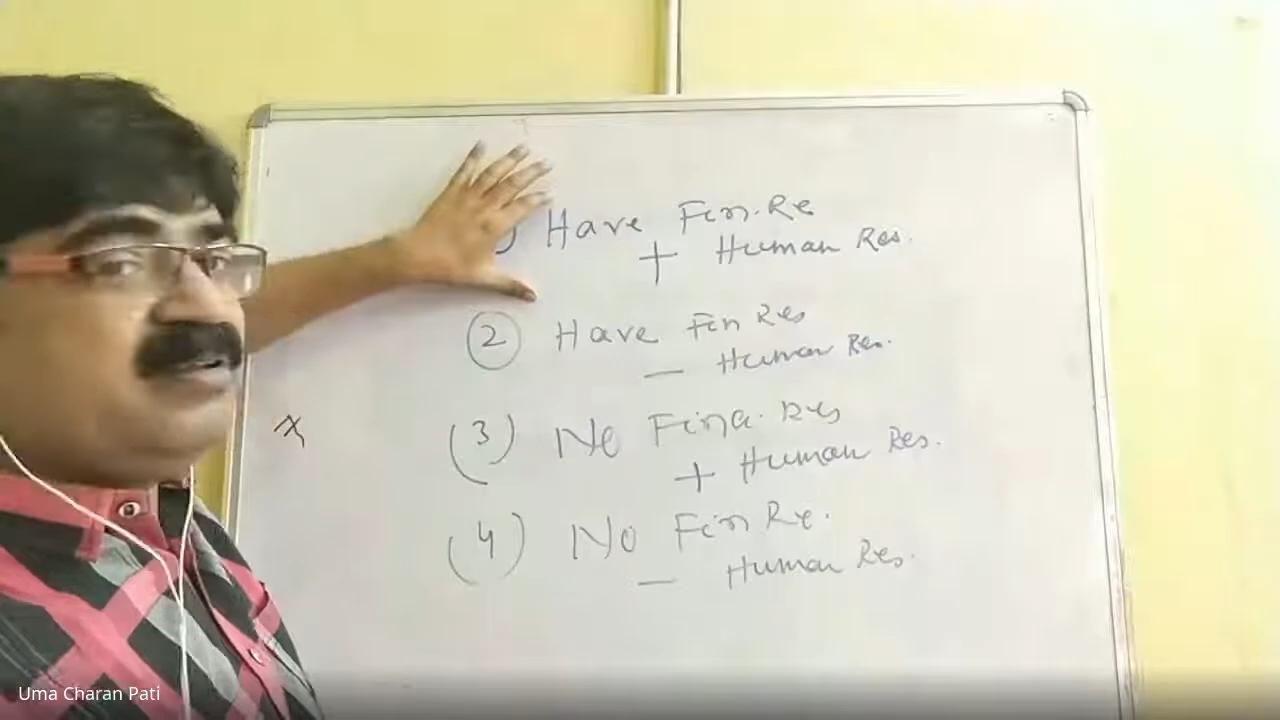 ) Have Fin.Re
+ Human Res.
(2) Have Fin Res
— Human Res.
(3) No Fina. Res
+ Human Res.
(4) No Fin Re.
— Human Res.
Uma Charan Pati